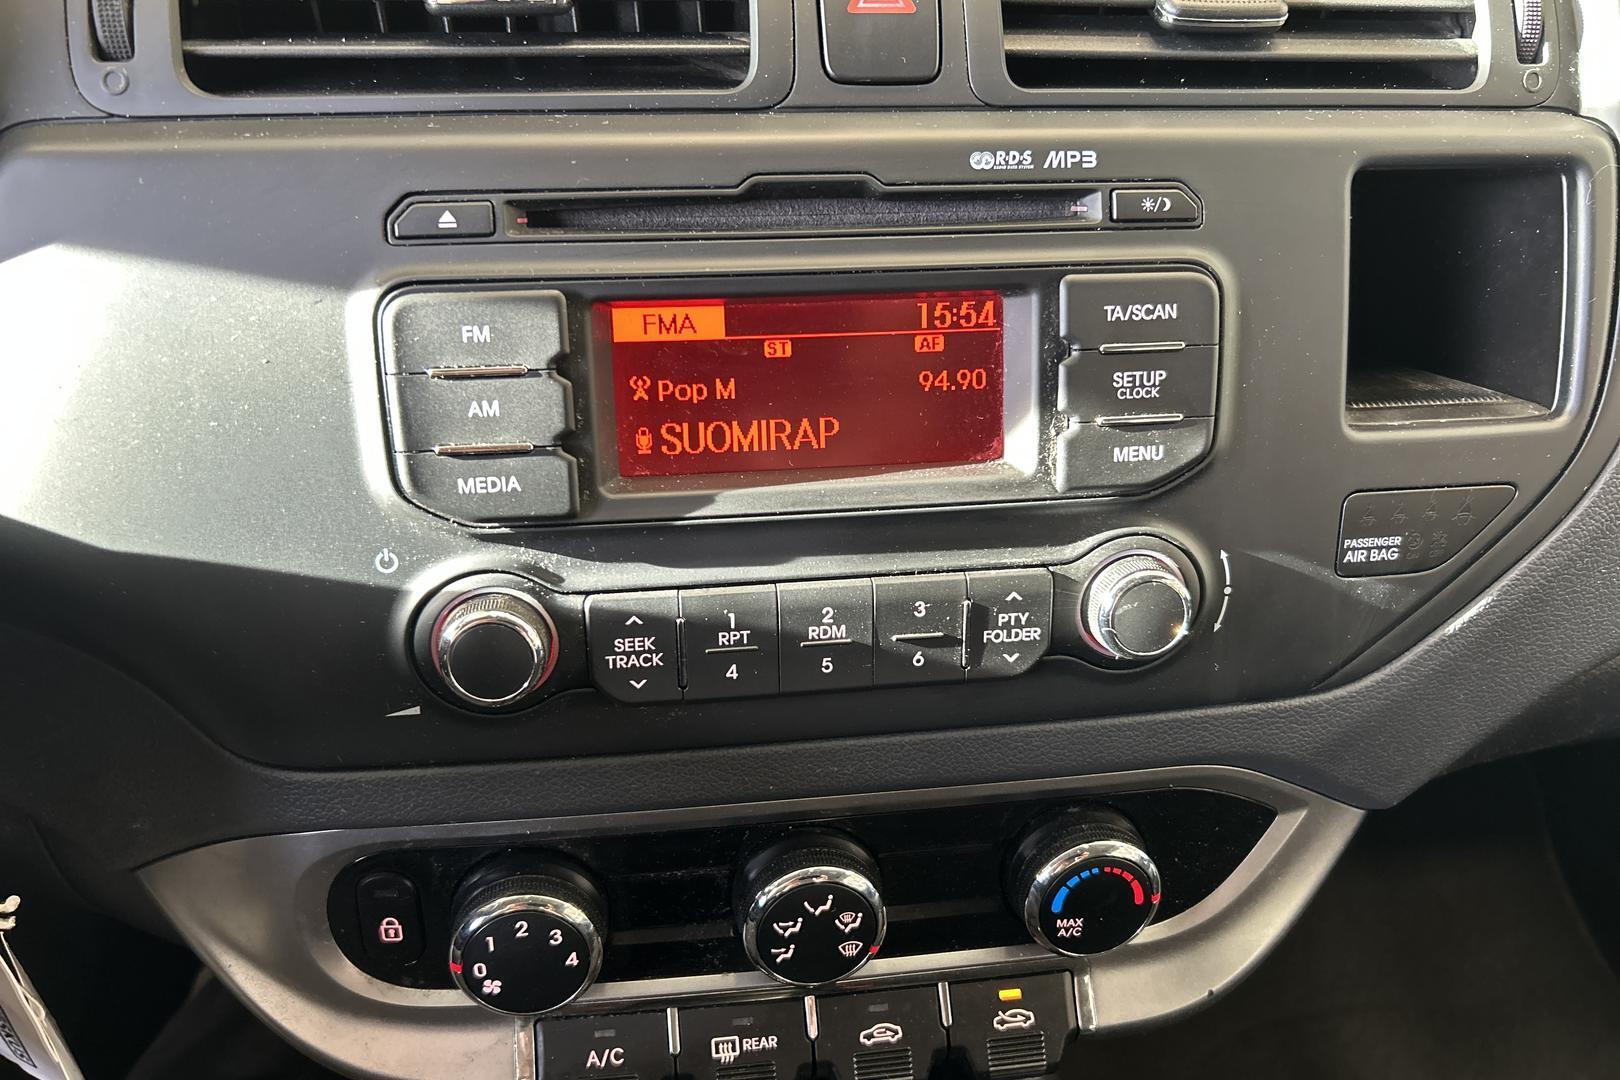 RDS MP3
FM
AM
MEDIA
FMA 15:54
ST AF
Pop M 94.90
SUOMIRAP
TA/SCAN
SETUP
CLOCK
MENU
PASSENGER
AIR BAG
SEEK
TRACK
1
RPT
4
2
RDM
5
3
6
PTY
FOLDER
0 1 2 3 4
MAX
A/C
A/C
REAR